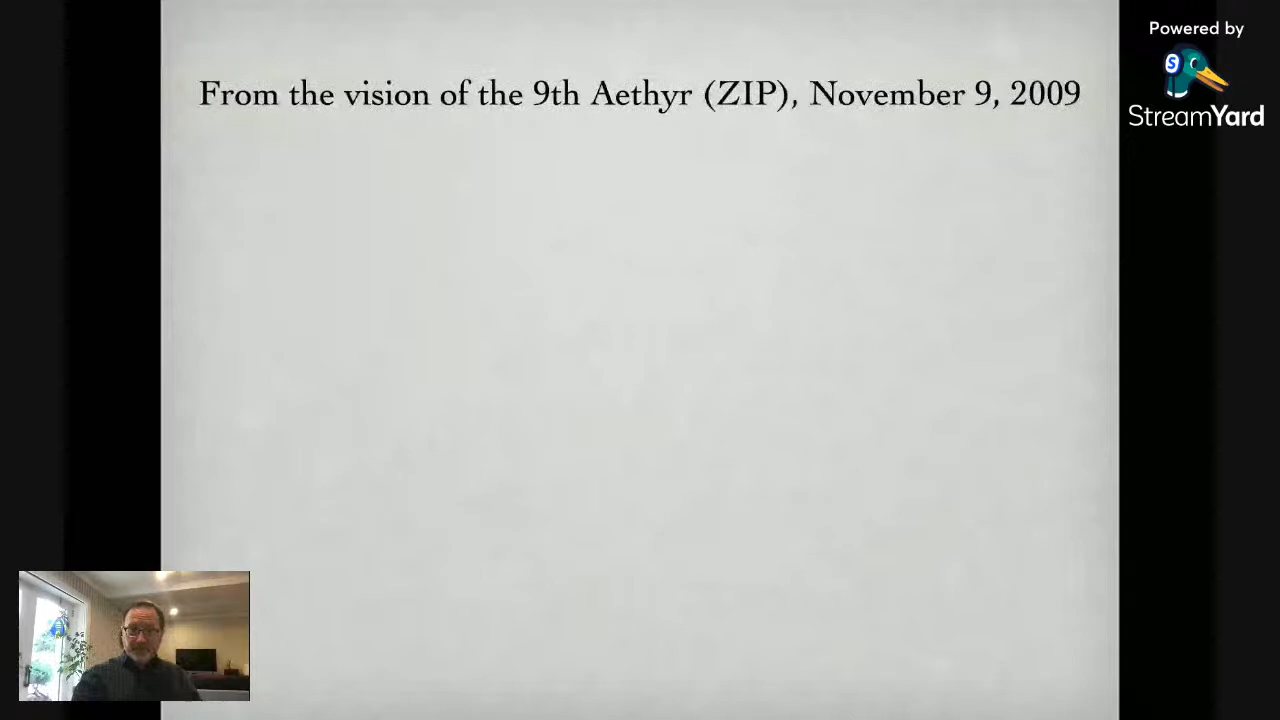 From the vision of the 9th Aethyr (ZIP), November 9, 2009
Powered by
S
StreamYard